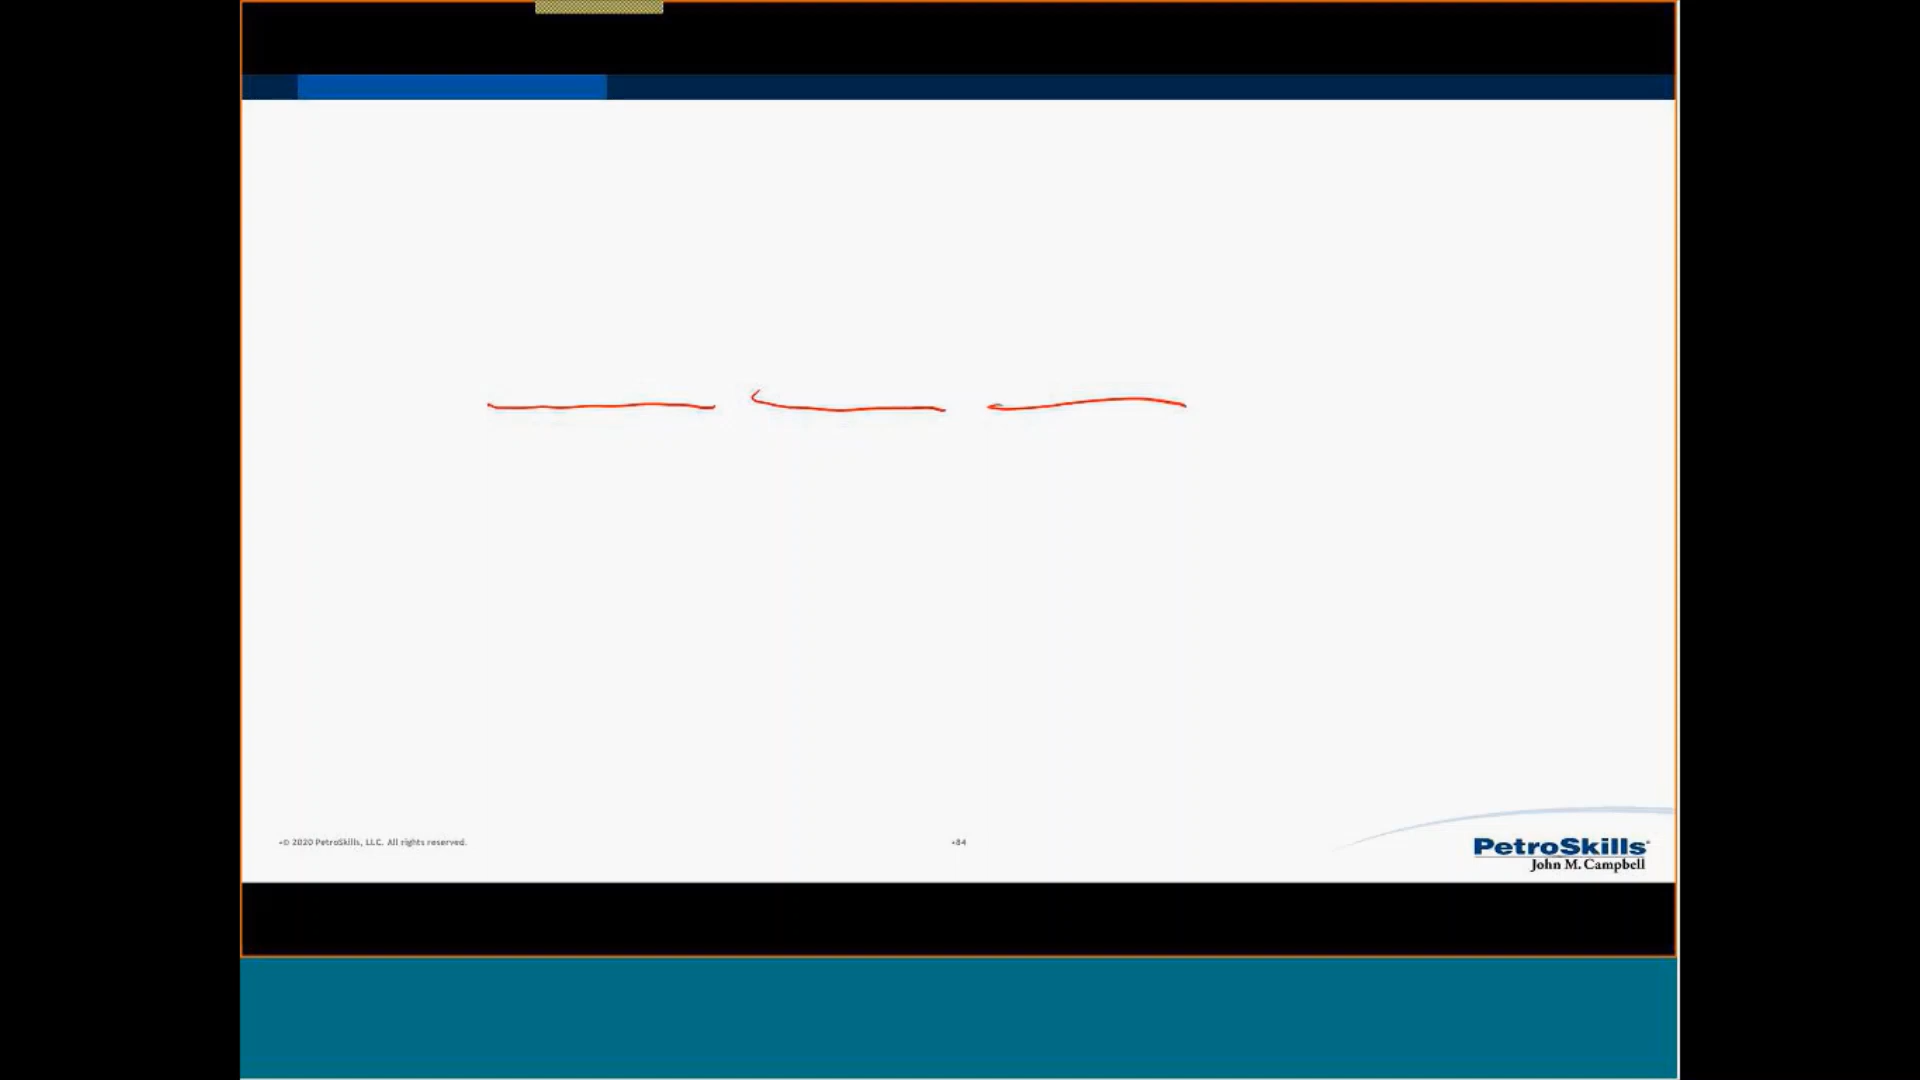 •© 2020 PetroSkills, LLC. All rights reserved.
•84
PetroSkills
John M. Campbell